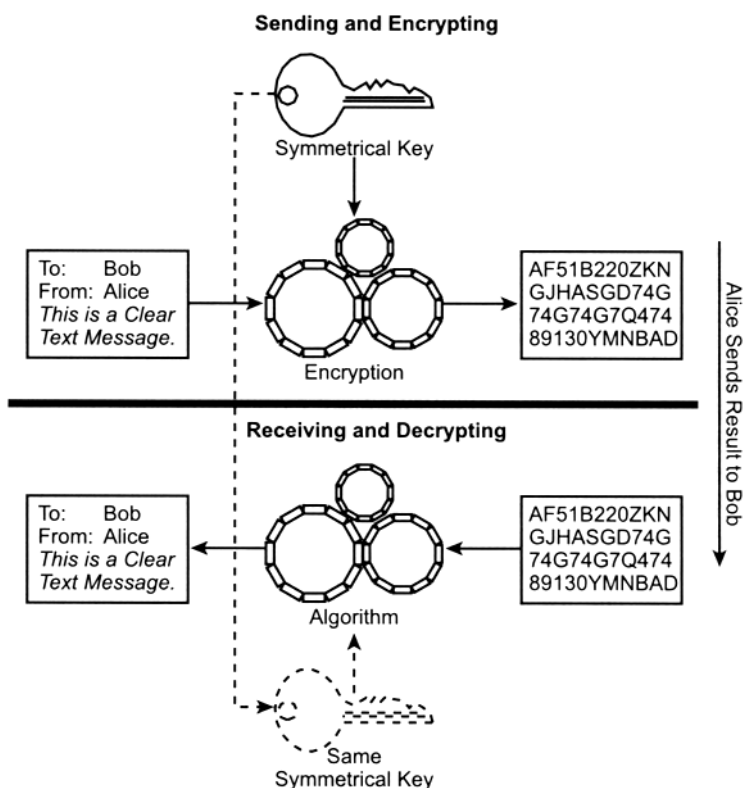 Sending and Encrypting
Symmetrical Key
To: Bob
From: Alice
This is a Clear
Text Message.
Encryption
AF51B220ZKN
GJHASGD74G
74G74G7Q474
89130YMNBAD
Alice Sends Result to Bob
Receiving and Decrypting
To: Bob
From: Alice
This is a Clear
Text Message.
Algorithm
AF51B220ZKN
GJHASGD74G
74G74G7Q474
89130YMNBAD
Same
Symmetrical Key